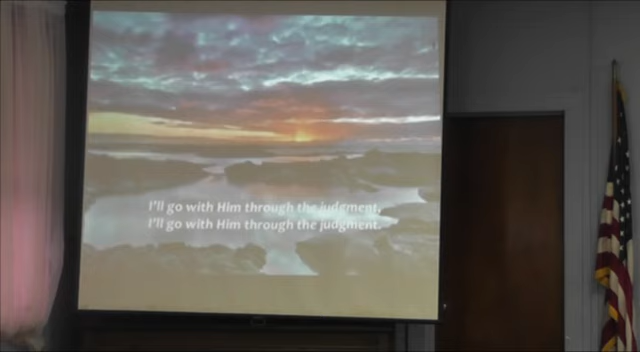 I'll go with Him through the judgment,
I'll go with Him through the judgment.